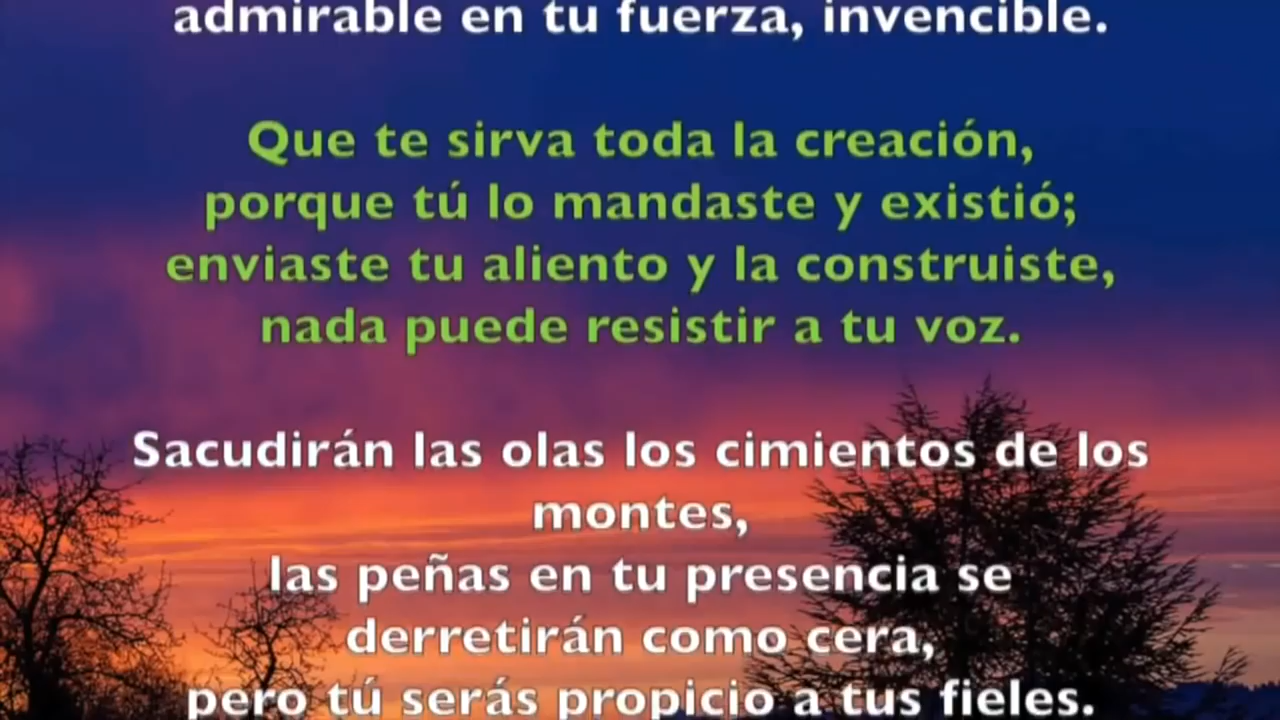 admirable en tu fuerza, invencible.
Que te sirva toda la creación,
porque tú lo mandaste y existió;
enviaste tu aliento y la construiste,
nada puede resistir a tu voz.
Sacudirán las olas los cimientos de los
montes,
las peñas en tu presencia se
derretirán como cera,
pero tú serás propicio a tus fieles.